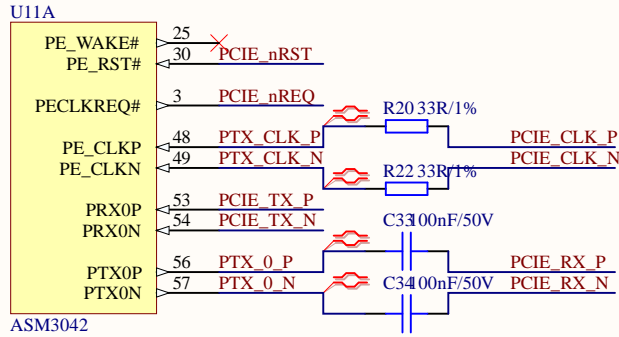 U11A
PE_WAKE# 25
PE_RST# 30 PCIE_nRST
PECLKREQ# 3 PCIE_nREQ
R20 33R/1%
PE_CLKP 48 PTX_CLK_P PCIE_CLK_P
PE_CLKN 49 PTX_CLK_N PCIE_CLK_N
R22 33R/1%
PRX0P 53 PCIE_TX_P
PRX0N 54 PCIE_TX_N
C33 100nF/50V
PTX0P 56 PTX_0_P PCIE_RX_P
C34 100nF/50V
PTX0N 57 PTX_0_N PCIE_RX_N
ASM3042